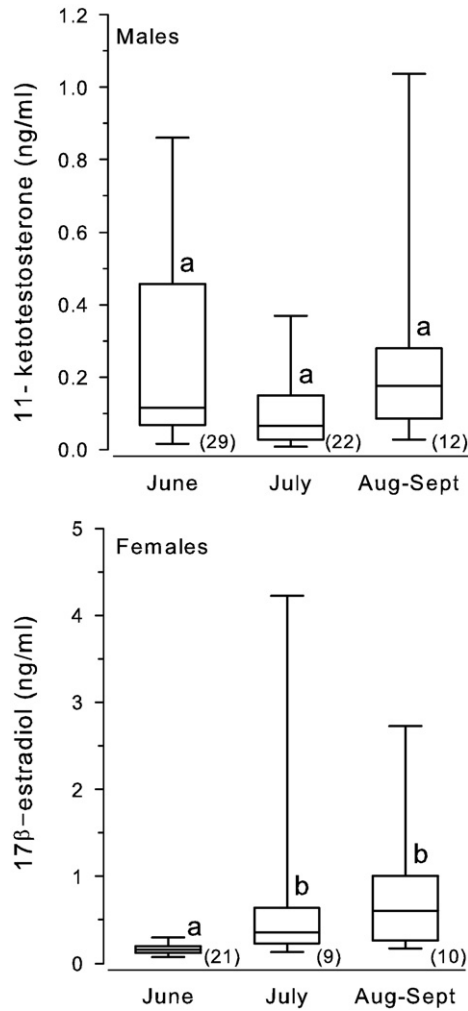 Males
11- ketotestosterone (ng/ml)
1.2
1.0
0.8
0.6
0.4
0.2
0.0
a
a
a
(29)
(22)
(12)
June
July
Aug-Sept
Females
17β−estradiol (ng/ml)
5
4
3
2
1
0
a
b
b
(21)
(9)
(10)
June
July
Aug-Sept